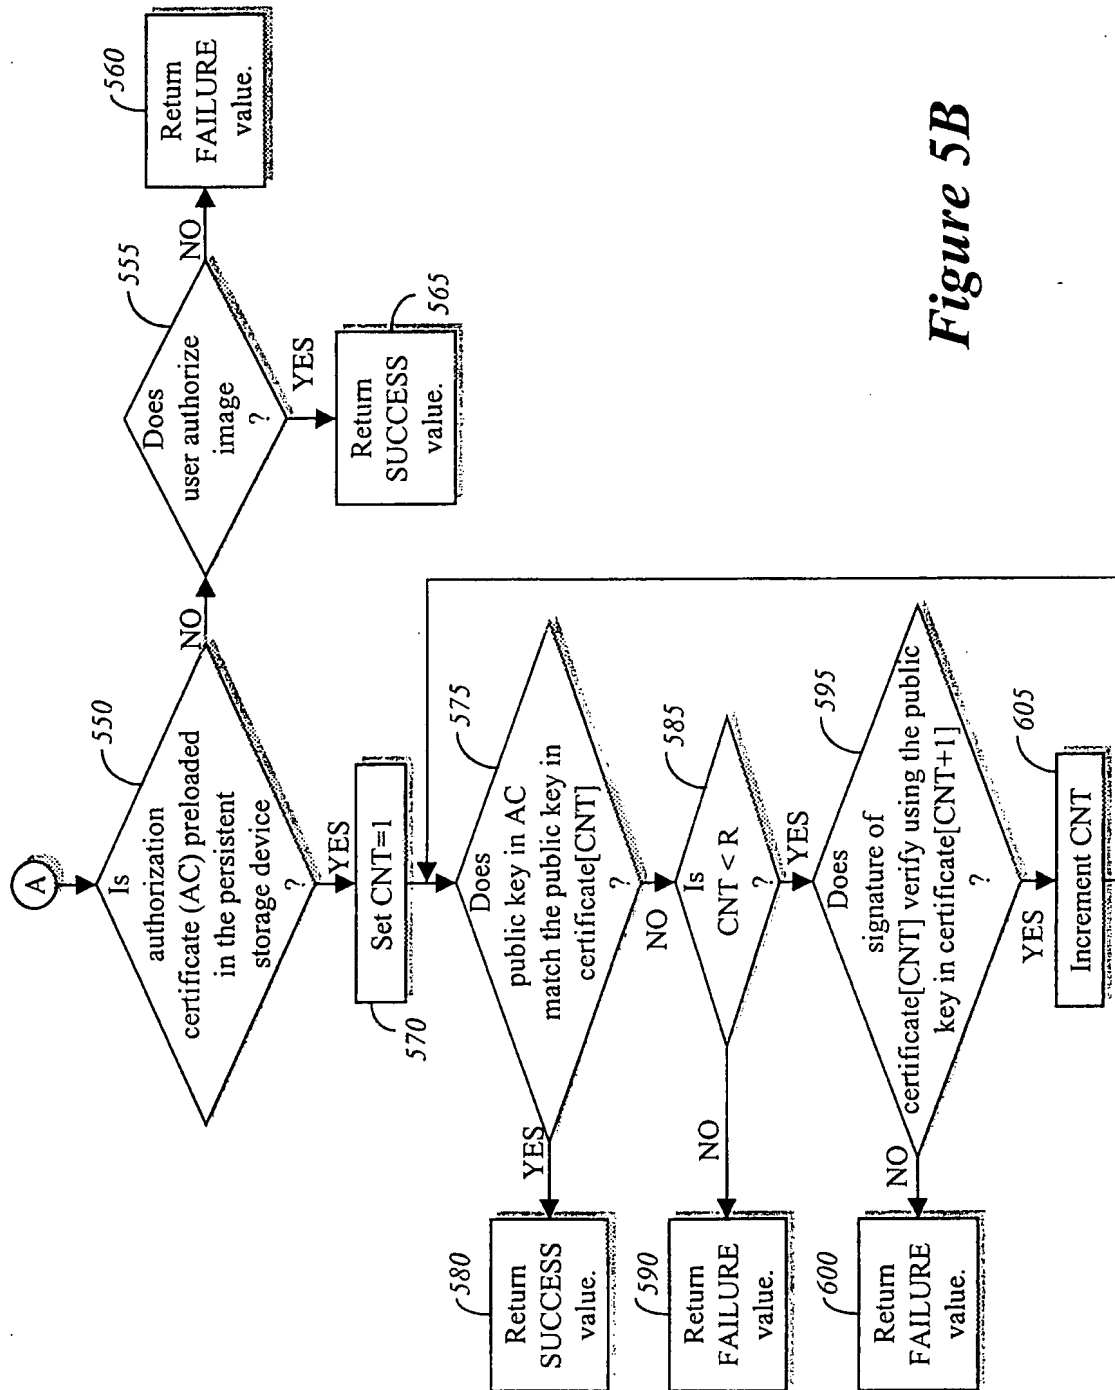 A
550
Is
authorization
certificate (AC) preloaded
in the persistent
storage device
?
NO
YES
555
Does
user authorize
image
?
NO
YES
560
Return
FAILURE
value.
565
Return
SUCCESS
value.
Set CNT=1
570
575
Does
public key in AC
match the public key in
certificate[CNT]
?
YES
NO
580
Return
SUCCESS
value.
585
Is
CNT < R
?
NO
YES
590
Return
FAILURE
value.
595
Does
signature of
certificate[CNT] verify using the public
key in certificate[CNT+1]
?
NO
YES
600
Return
FAILURE
value.
605
Increment CNT
Figure 5B